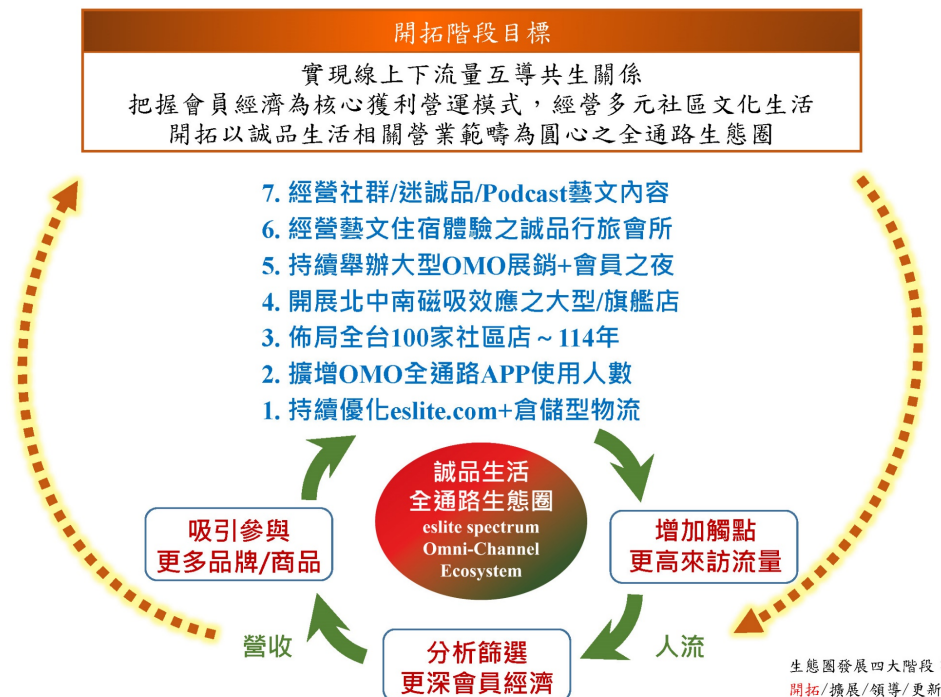 開拓階段目標
實現線上下流量互導共生關係
把握會員經濟為核心獲利營運模式，經營多元社區文化生活
開拓以誠品生活相關營業範疇為圓心之全通路生態圈
7. 經營社群/迷誠品/Podcast藝文內容
6. 經營藝文住宿體驗之誠品行旅會所
5. 持續舉辦大型OMO展銷+會員之夜
4. 開展北中南磁吸效應之大型/旗艦店
3. 佈局全台100家社區店～114年
2. 擴增OMO全通路APP使用人數
1. 持續優化eslite.com+倉儲型物流
誠品生活
全通路生態圈
eslite spectrum
Omni-Channel
Ecosystem
吸引參與
更多品牌/商品
增加觸點
更高來訪流量
營收
分析篩選
更深會員經濟
人流
生態圈發展四大階段
開拓/擴展/領導/更新